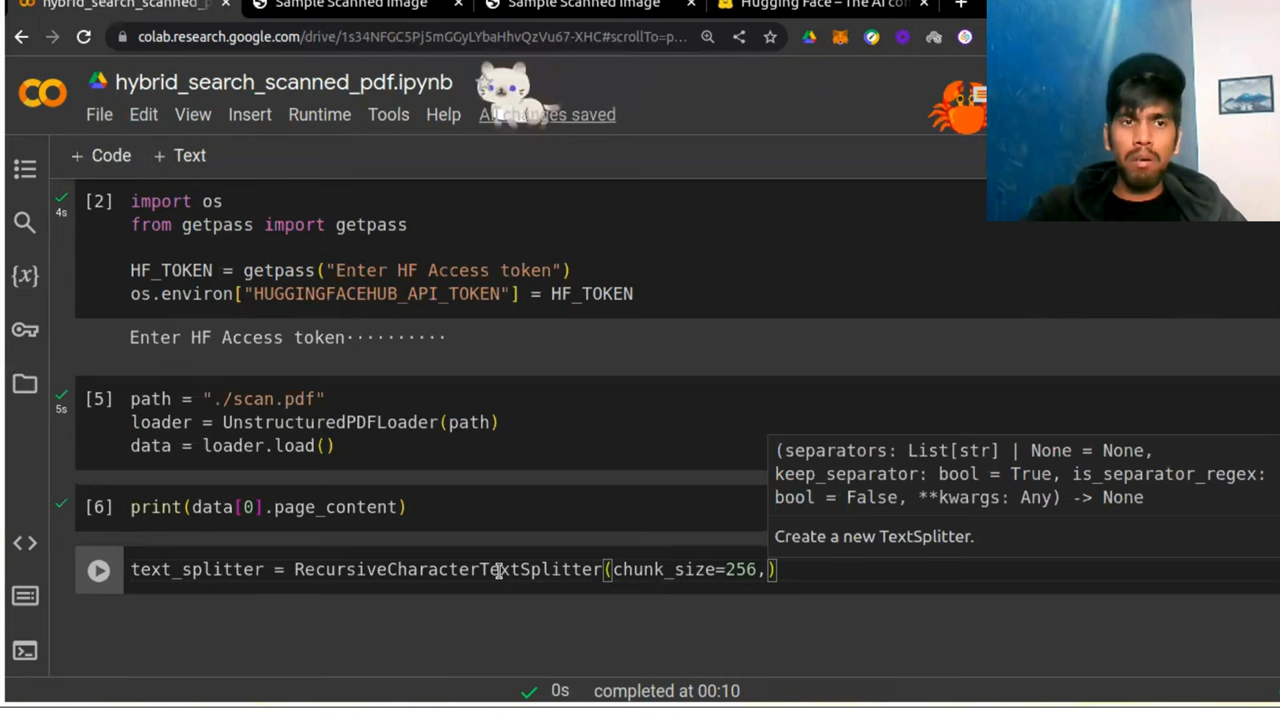 hybrid_search_scanned_p
Sample Scanned Image
Sample Scanned Image
Hugging Face – The AI con
colab.research.google.com/drive/1s34NFGC5Pj5mGGyLYbaHhvQzVu67-XHC#scrollTo=p...
hybrid_search_scanned_pdf.ipynb
File Edit View Insert Runtime Tools Help All changes saved
+ Code + Text
[2] import os
4s
from getpass import getpass
HF_TOKEN = getpass("Enter HF Access token")
os.environ["HUGGINGFACEHUB_API_TOKEN"] = HF_TOKEN
Enter HF Access token··········
[5] path = "./scan.pdf"
5s
loader = UnstructuredPDFLoader(path)
data = loader.load()
(separators: List[str] | None = None,
keep_separator: bool = True, is_separator_regex:
bool = False, **kwargs: Any) -> None
[6] print(data[0].page_content)
Create a new TextSplitter.
text_splitter = RecursiveCharacterTextSplitter(chunk_size=256,)
0s completed at 00:10